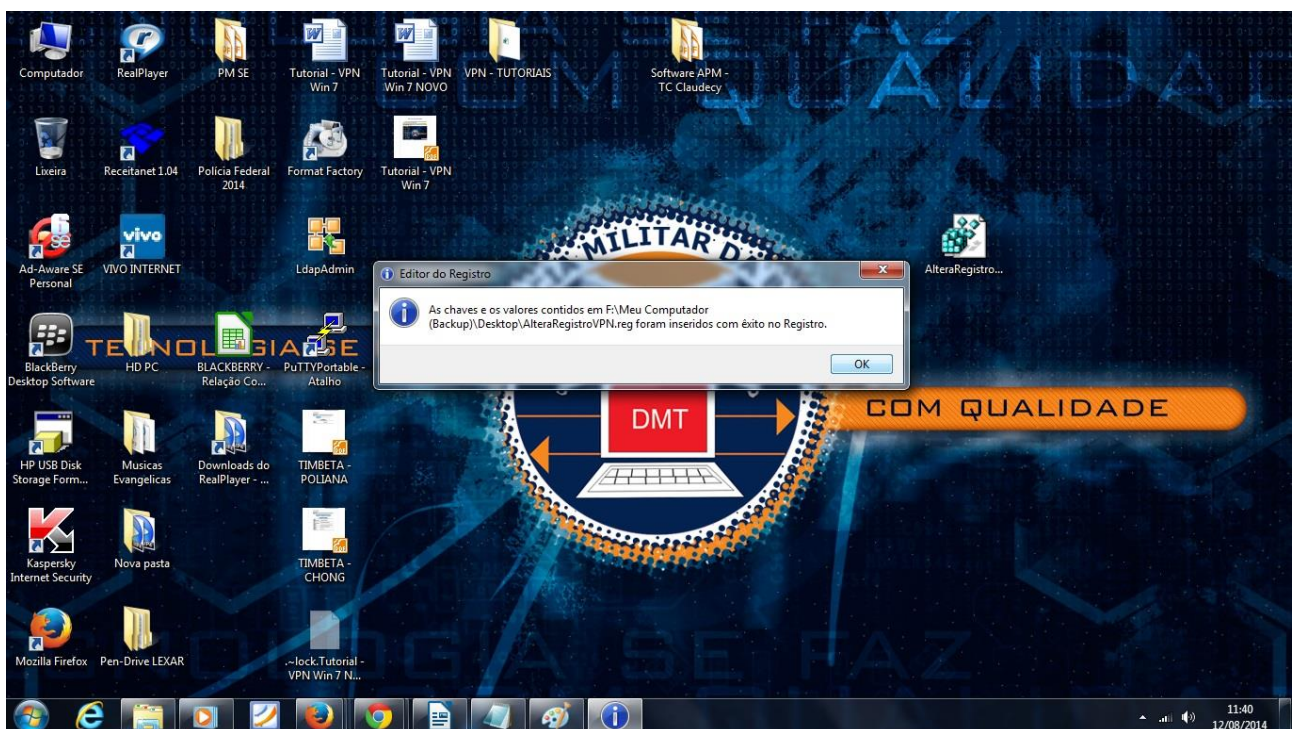 COM QUALIDAD
Computador
RealPlayer
PM SE
Tutorial - VPN
Win 7
Tutorial - VPN
Win 7 NOVO
VPN - TUTORIAIS
Software APM -
TC Claudecy
Lixeira
Receitanet 1.04
Polícia Federal
2014
Format Factory
Tutorial - VPN
Win 7
MILITAR D
Ad-Aware SE
Personal
vivo
VIVO INTERNET
LdapAdmin
AlteraRegistro...
Editor do Registro
As chaves e os valores contidos em F:\Meu Computador
(Backup)\Desktop\AlteraRegistroVPN.reg foram inseridos com êxito no Registro.
OK
BlackBerry
Desktop Software
HD PC
BLACKBERRY -
Relação Co...
PuTTYPortable -
Atalho
COM QUALIDADE
DMT
HP USB Disk
Storage Form...
Musicas
Evangelicas
Downloads do
RealPlayer - ...
TIMBETA -
POLIANA
Kaspersky
Internet Security
Nova pasta
TIMBETA -
CHONG
Mozilla Firefox
Pen-Drive LEXAR
.~lock.Tutorial -
VPN Win 7 N...
SE FAZ
11:40
12/08/2014